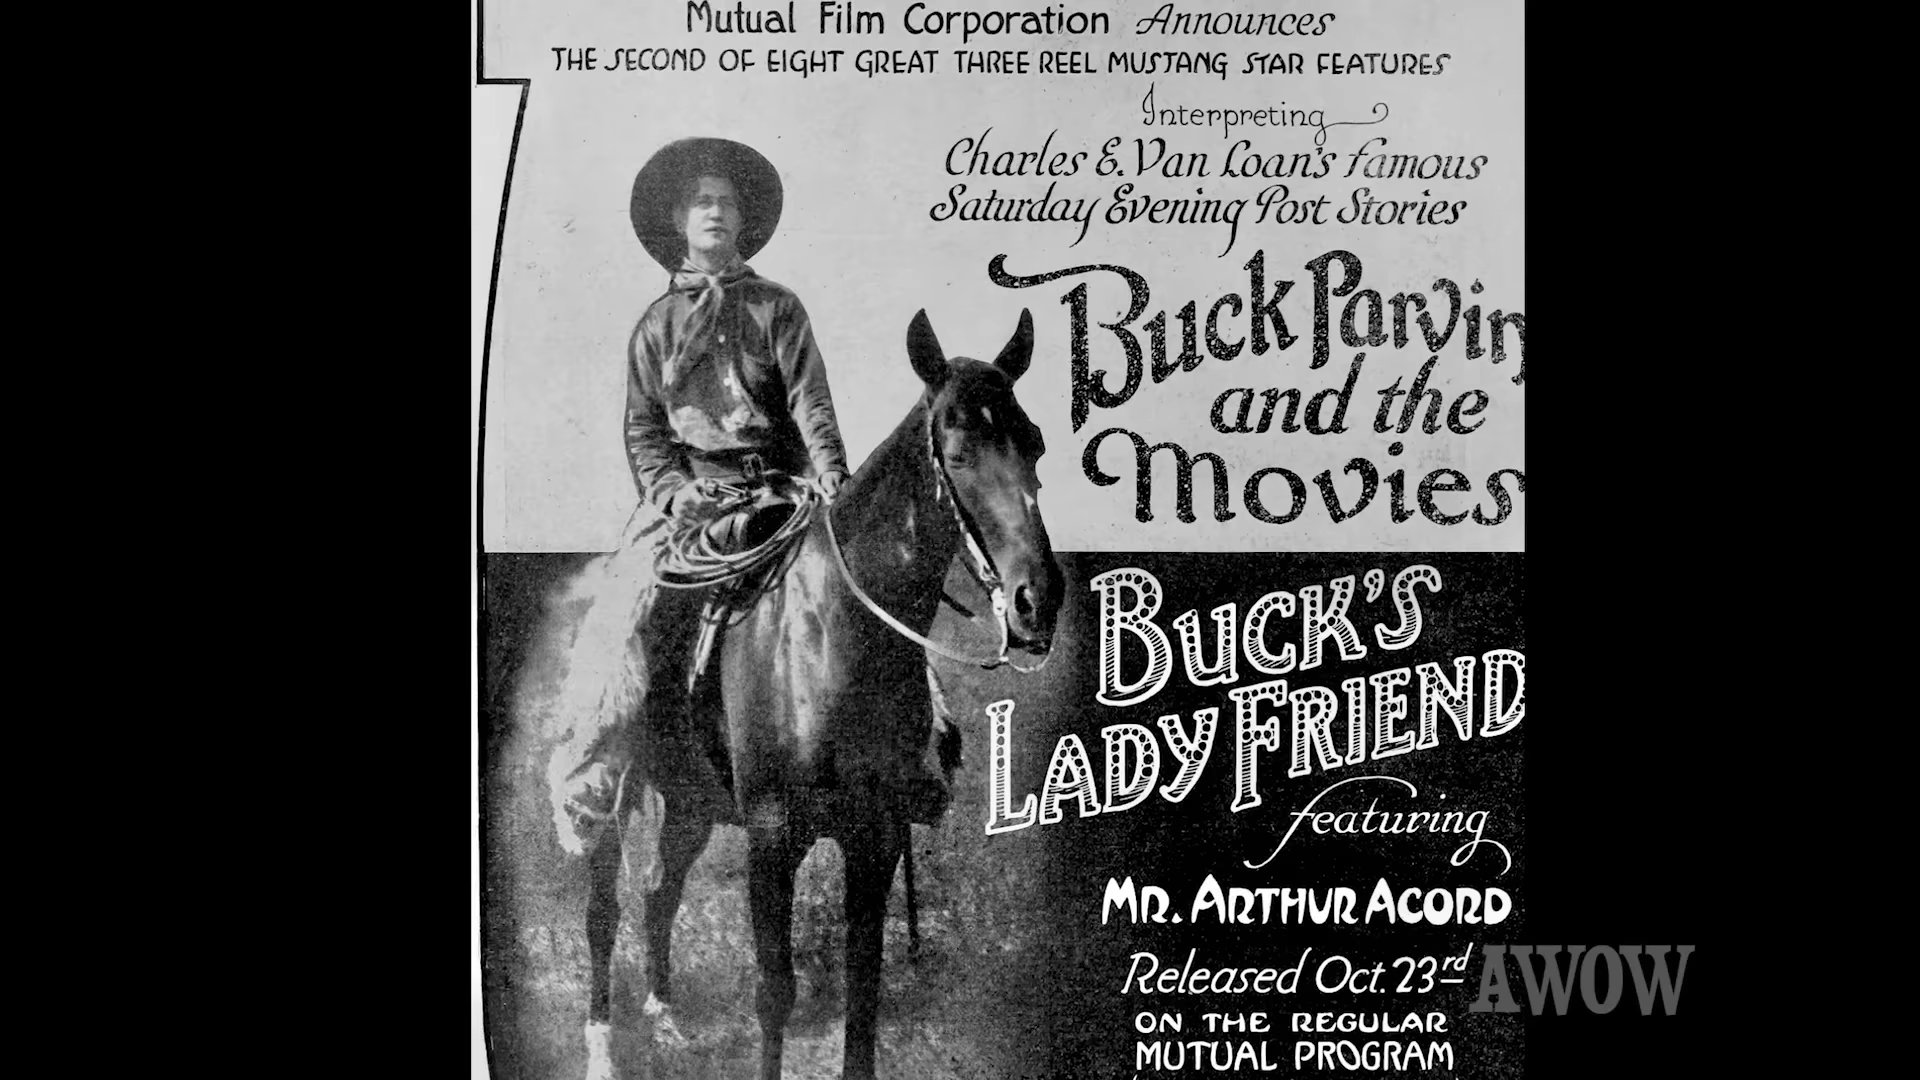 Mutual Film Corporation Announces
THE SECOND OF EIGHT GREAT THREE REEL MUSTANG STAR FEATURES
Interpreting
Charles E. Van Loan's famous
Saturday Evening Post Stories
Buck Parvin
and the
Movies
BUCK'S
LADY FRIEND
featuring
MR. ARTHUR ACORD
Released Oct. 23rd
AWOW
ON THE REGULAR
MUTUAL PROGRAM